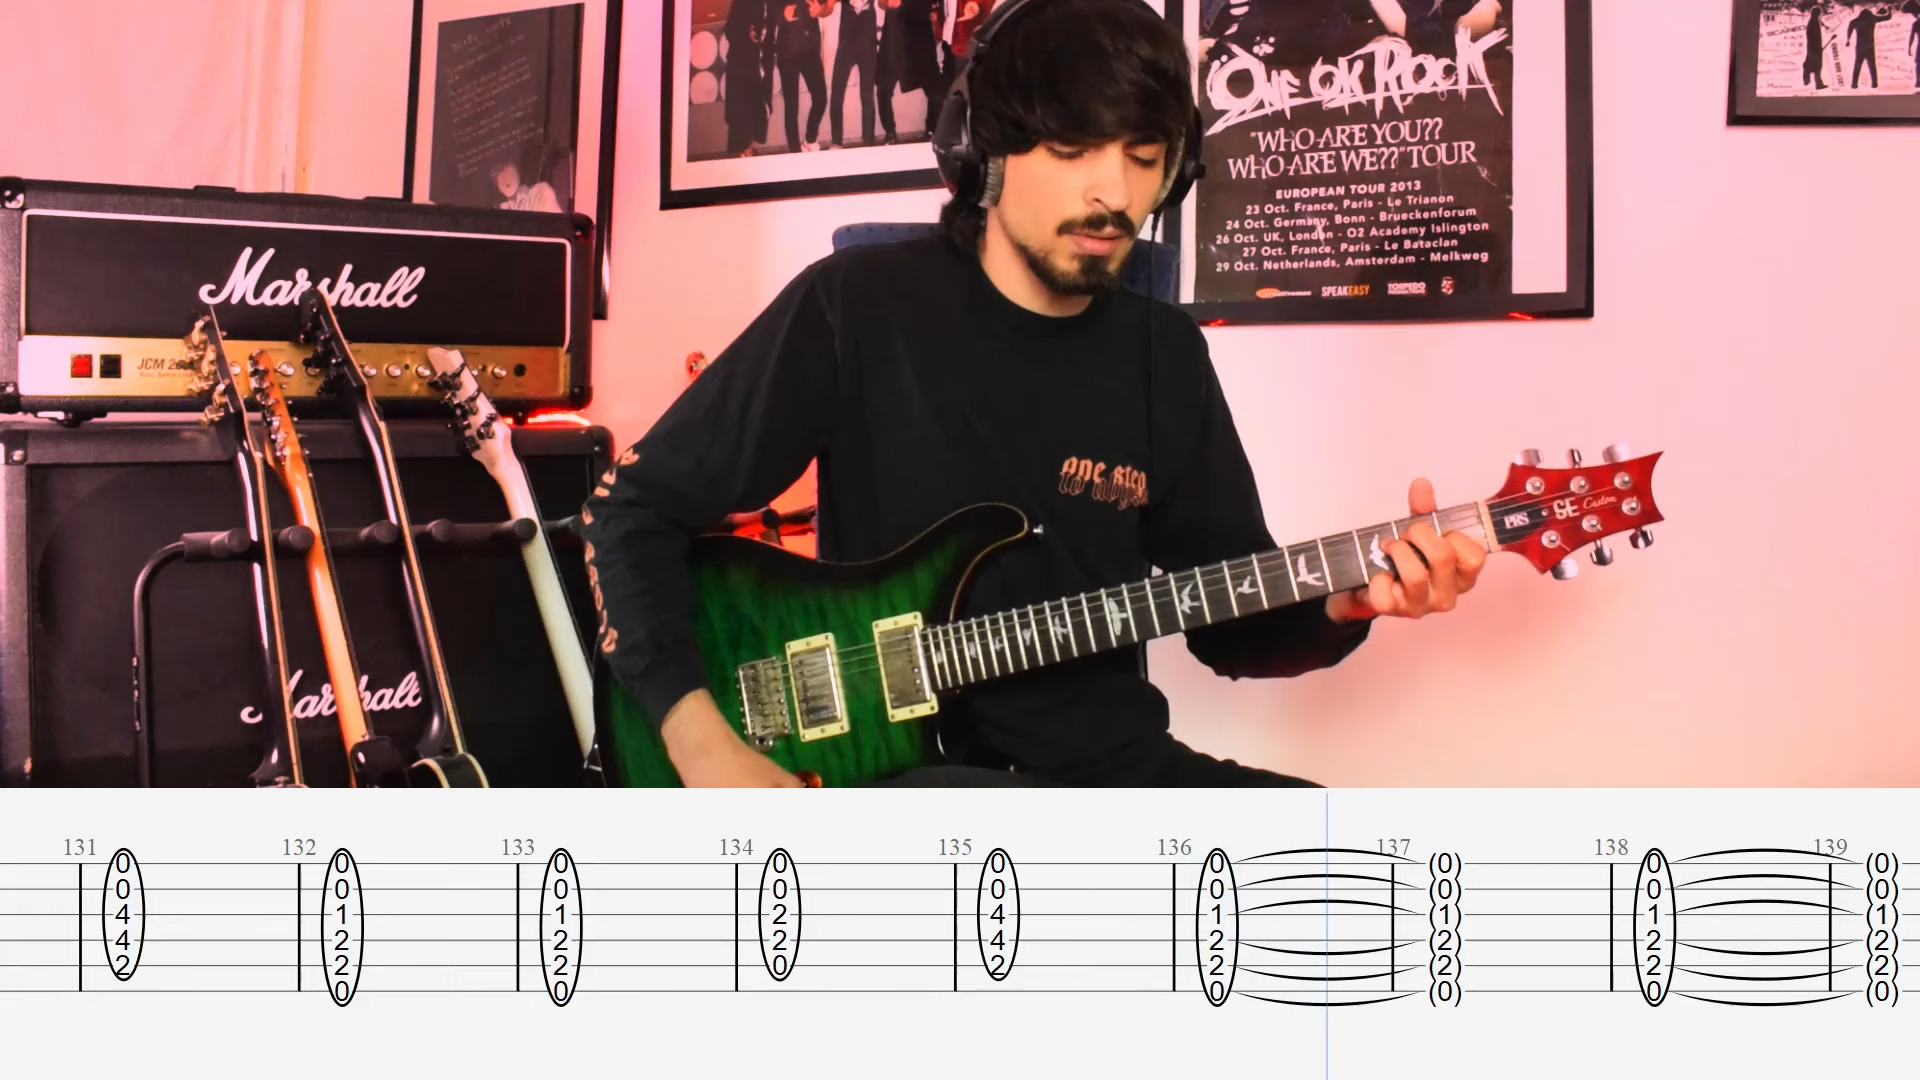 ONE OK ROCK
"WHO ARE YOU??
WHO ARE WE??" TOUR
EUROPEAN TOUR 2013
23 Oct. France, Paris - Le Trianon
24 Oct. Germany, Bonn - Brueckenforum
26 Oct. UK, London - O2 Academy Islington
27 Oct. France, Paris - Le Bataclan
29 Oct. Netherlands, Amsterdam - Melkweg
SPEAKEASY
TORPEDO
Marshall
JCM
one step
PRS SE Custom
Marshall
131 132 133 134 135 136 137 138 139
0 0 0 0 0 0 (0) 0 (0)
0 0 0 0 0 0 (0) 0 (0)
4 1 1 2 4 1 (1) 1 (1)
4 2 2 2 4 2 (2) 2 (2)
2 2 2 0 2 2 (2) 2 (2)
0 0 0 (0) 0 (0)